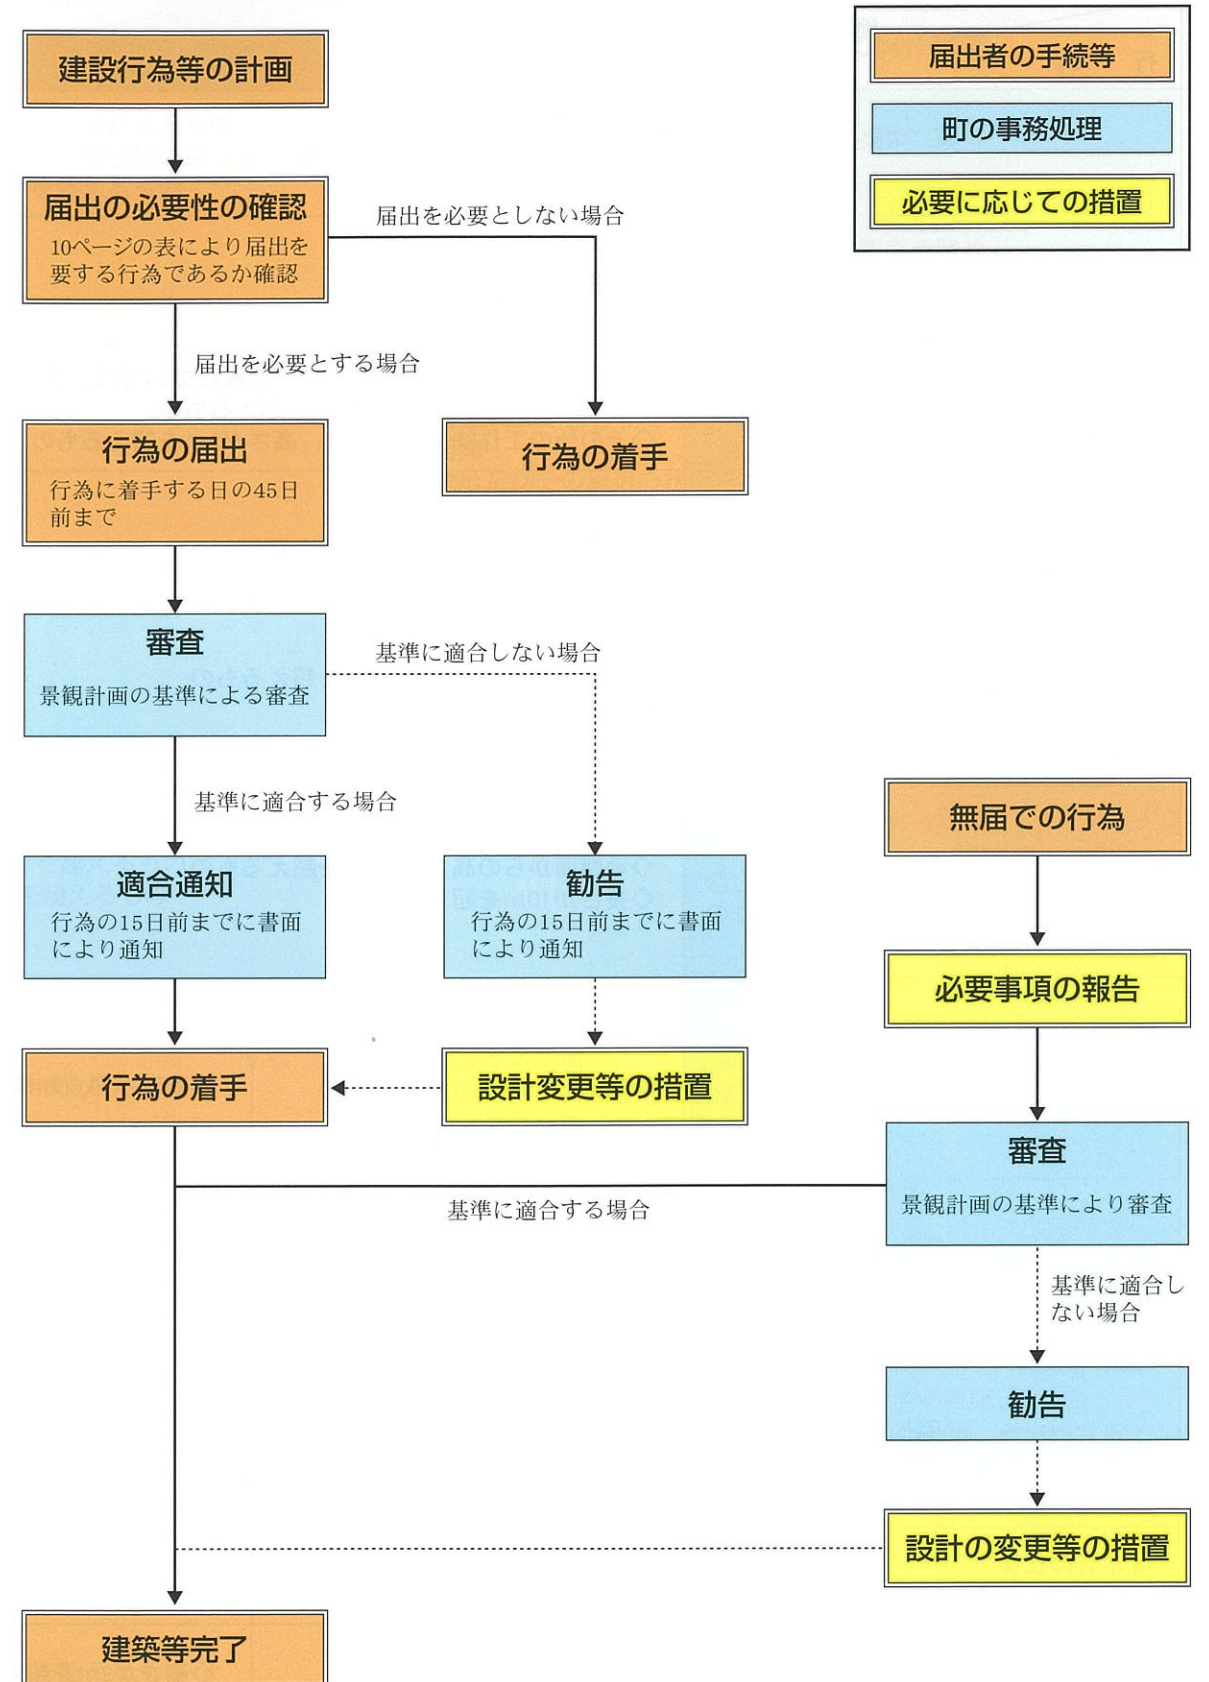 建設行為等の計画
届出者の手続等
町の事務処理
必要に応じての措置
届出の必要性の確認
10ページの表により届出を
要する行為であるか確認
届出を必要としない場合
届出を必要とする場合
行為の届出
行為に着手する日の45日
前まで
行為の着手
審査
景観計画の基準による審査
基準に適合しない場合
基準に適合する場合
適合通知
行為の15日前までに書面
により通知
勧告
行為の15日前までに書面
により通知
行為の着手
設計変更等の措置
無届での行為
必要事項の報告
審査
景観計画の基準により審査
基準に適合する場合
基準に適合し
ない場合
勧告
設計の変更等の措置
建築等完了